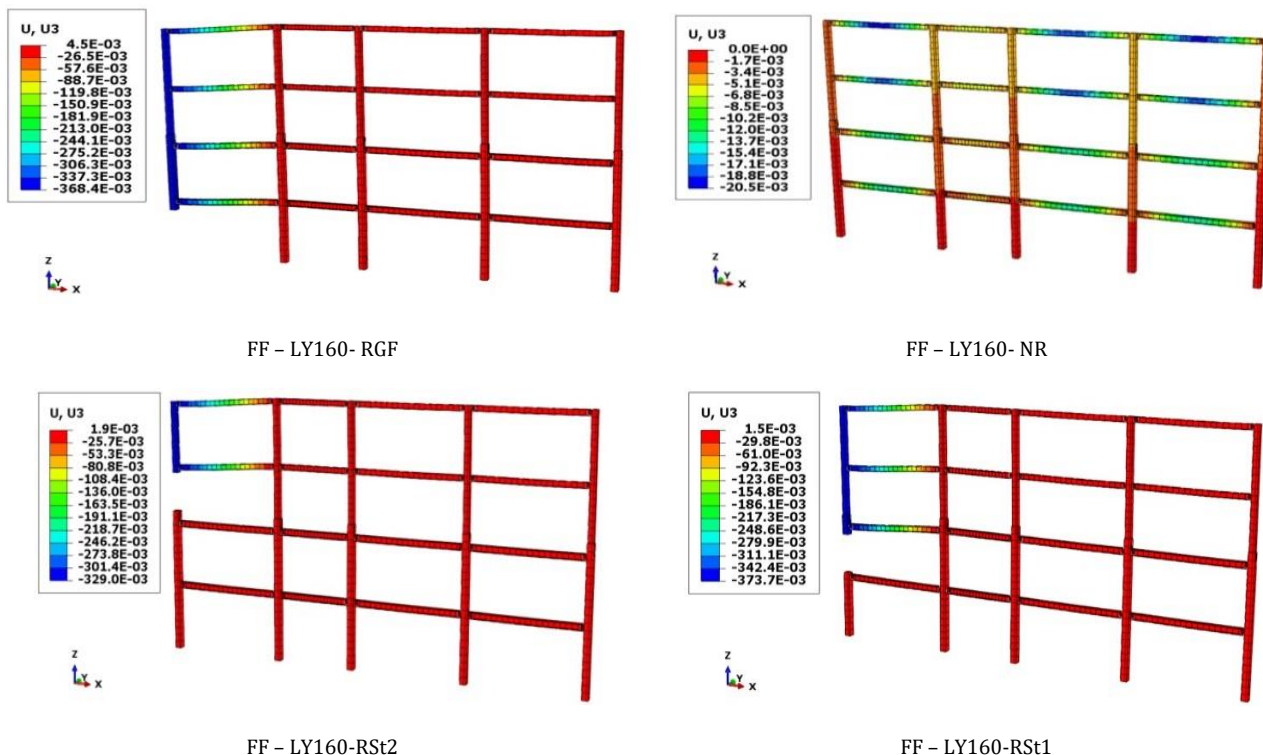 U, U3
4.5E-03
-26.5E-03
-57.6E-03
-88.7E-03
-119.8E-03
-150.9E-03
-181.9E-03
-213.0E-03
-244.1E-03
-275.2E-03
-306.3E-03
-337.3E-03
-368.4E-03
Z
Y
X
FF – LY160- RGF
U, U3
0.0E+00
-1.7E-03
-3.4E-03
-5.1E-03
-6.8E-03
-8.5E-03
-10.2E-03
-12.0E-03
-13.7E-03
-15.4E-03
-17.1E-03
-18.8E-03
-20.5E-03
Z
Y
X
FF – LY160- NR
U, U3
1.9E-03
-25.7E-03
-53.3E-03
-80.8E-03
-108.4E-03
-136.0E-03
-163.5E-03
-191.1E-03
-218.7E-03
-246.2E-03
-273.8E-03
-301.4E-03
-329.0E-03
Z
Y
X
FF – LY160-RSt2
U, U3
1.5E-03
-29.8E-03
-61.0E-03
-92.3E-03
-123.6E-03
-154.8E-03
-186.1E-03
-217.3E-03
-248.6E-03
-279.9E-03
-311.1E-03
-342.4E-03
-373.7E-03
Z
Y
X
FF – LY160-RSt1